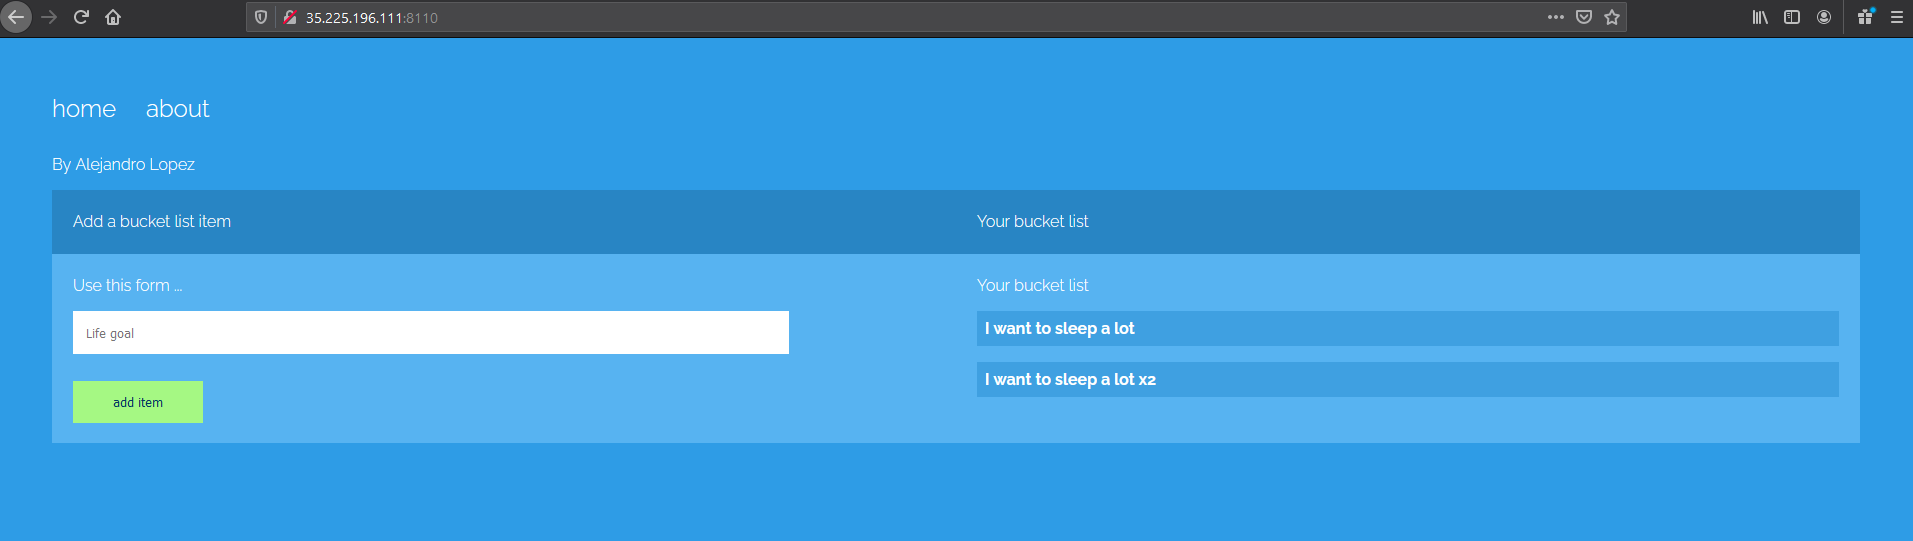 35.225.196.111:8110
home about
By Alejandro Lopez
Add a bucket list item
Your bucket list
Use this form ...
Life goal
add item
Your bucket list
I want to sleep a lot
I want to sleep a lot x2